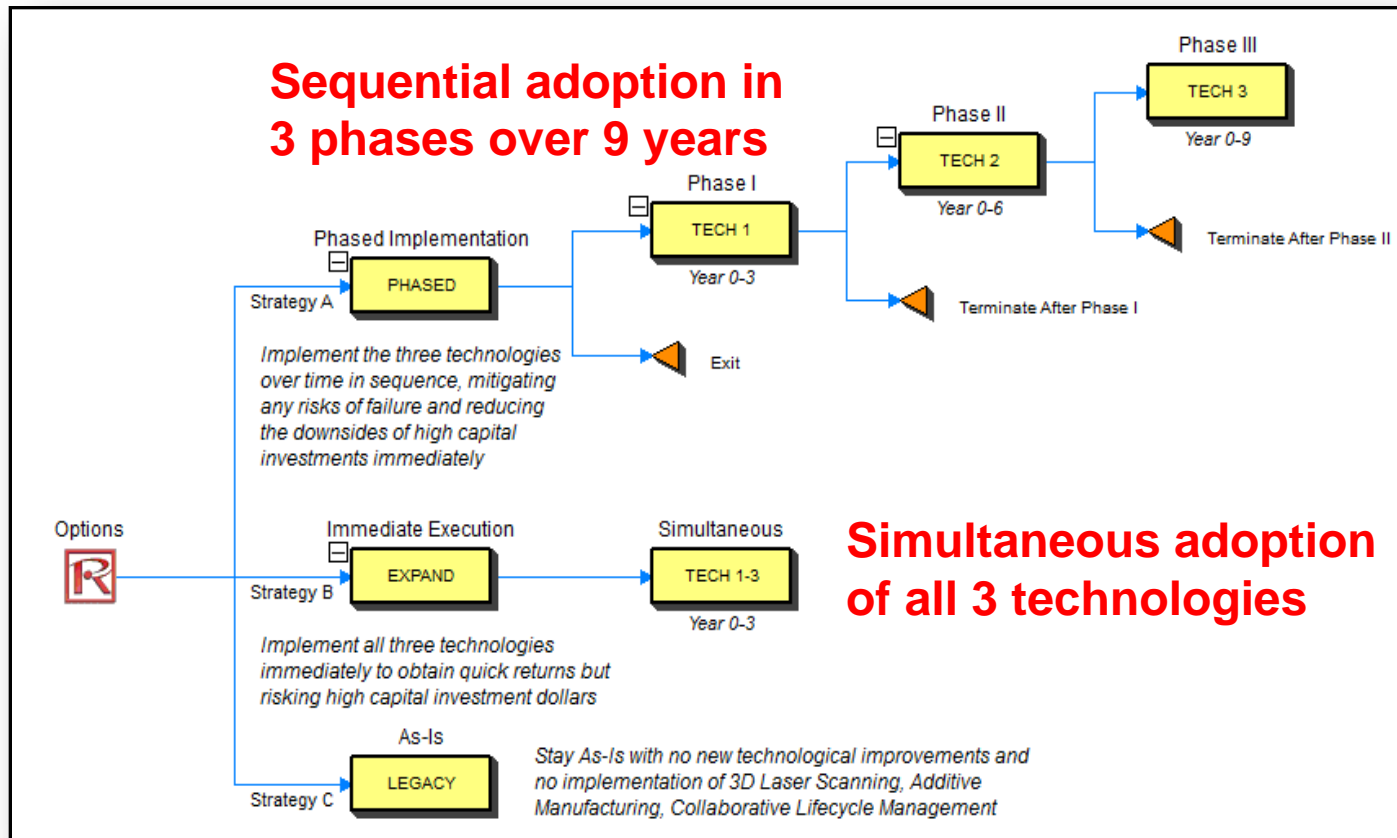 Sequential adoption in
3 phases over 9 years
Phase III
TECH 3
Year 0-9
Phase II
TECH 2
Year 0-6
Terminate After Phase II
Phase I
TECH 1
Year 0-3
Terminate After Phase I
Phased Implementation
PHASED
Strategy A
Exit
Implement the three technologies
over time in sequence, mitigating
any risks of failure and reducing
the downsides of high capital
investments immediately
Options
R
Immediate Execution
EXPAND
Strategy B
Simultaneous
TECH 1-3
Year 0-3
Simultaneous adoption
of all 3 technologies
Implement all three technologies
immediately to obtain quick returns but
risking high capital investment dollars
As-Is
LEGACY
Strategy C
Stay As-Is with no new technological improvements and
no implementation of 3D Laser Scanning, Additive
Manufacturing, Collaborative Lifecycle Management